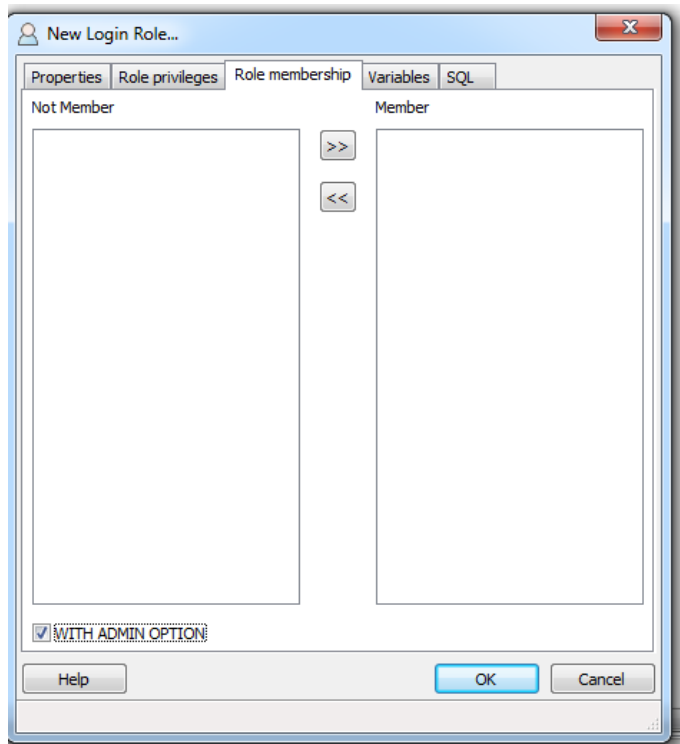 New Login Role...
Properties Role privileges Role membership Variables SQL
Not Member Member
>>
<<
WITH ADMIN OPTION
Help OK Cancel